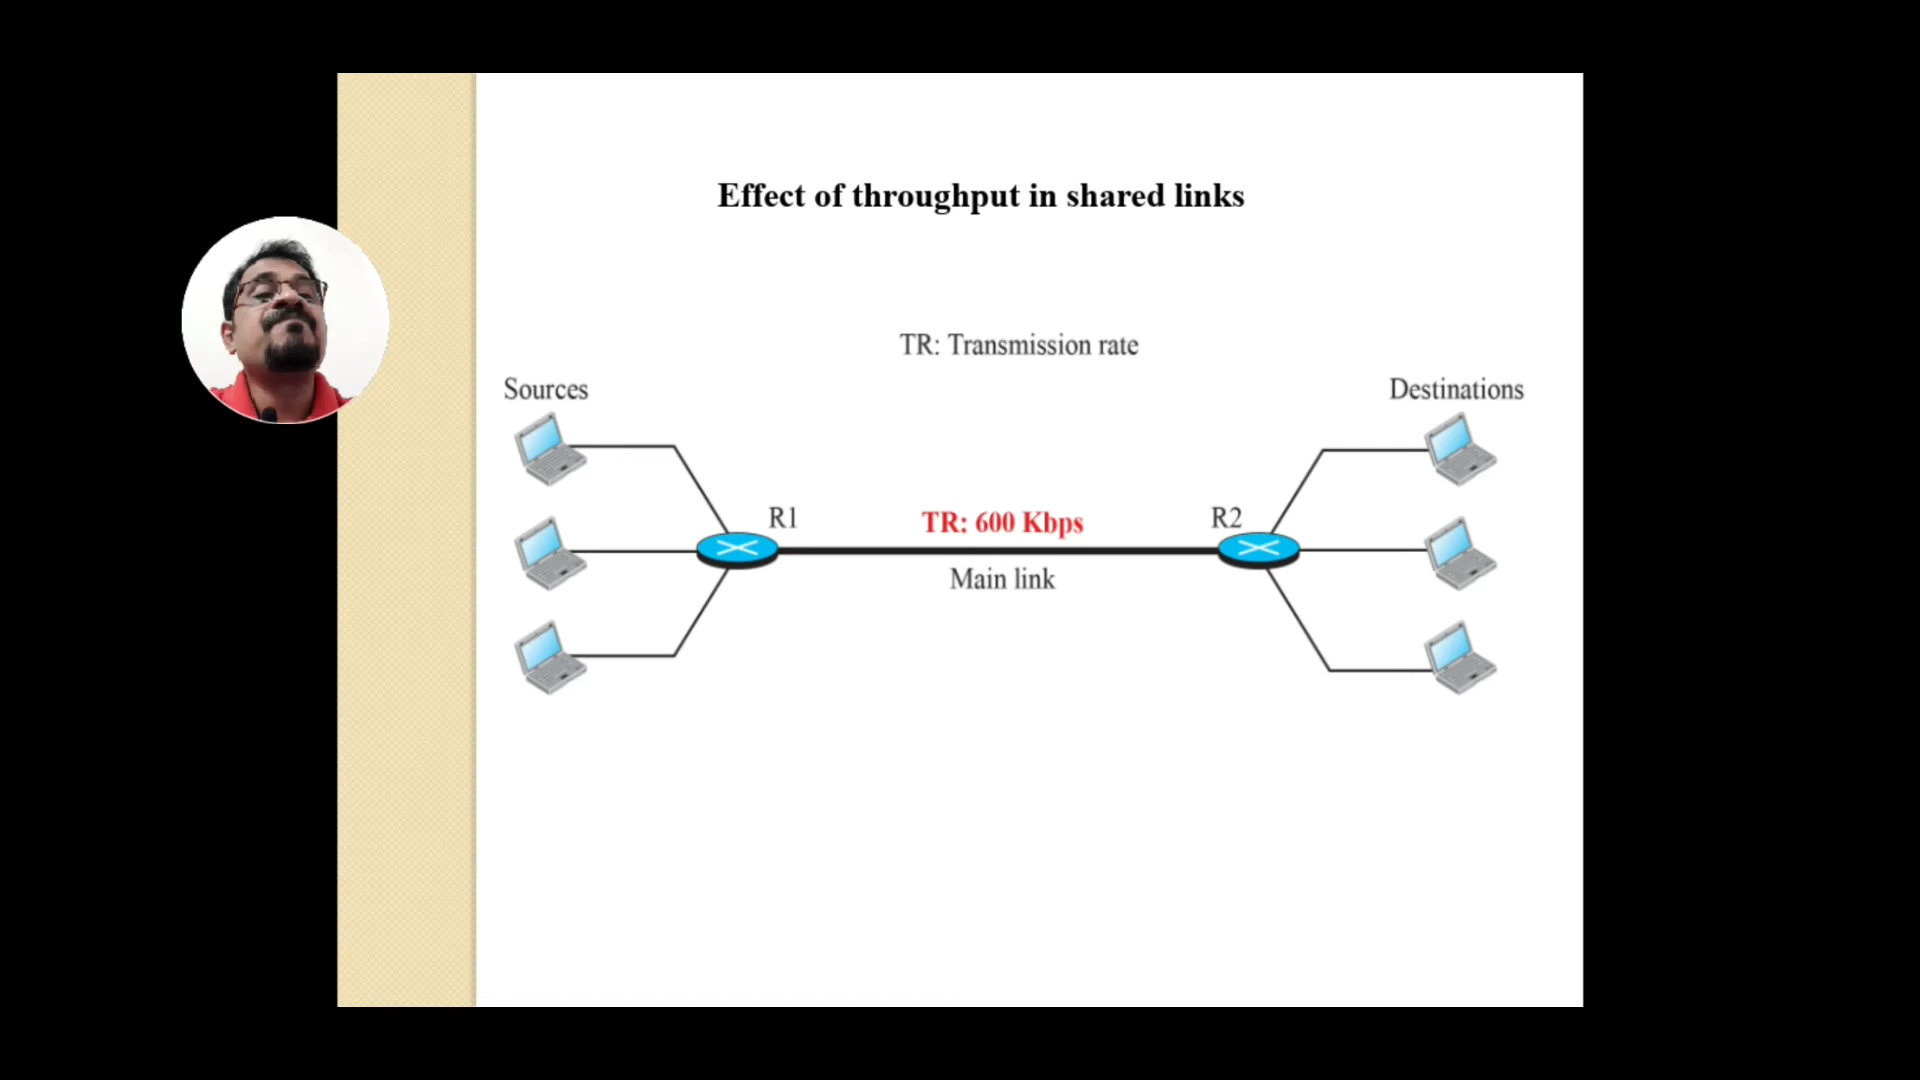 Effect of throughput in shared links
TR: Transmission rate
Sources
Destinations
R1
TR: 600 Kbps
R2
Main link